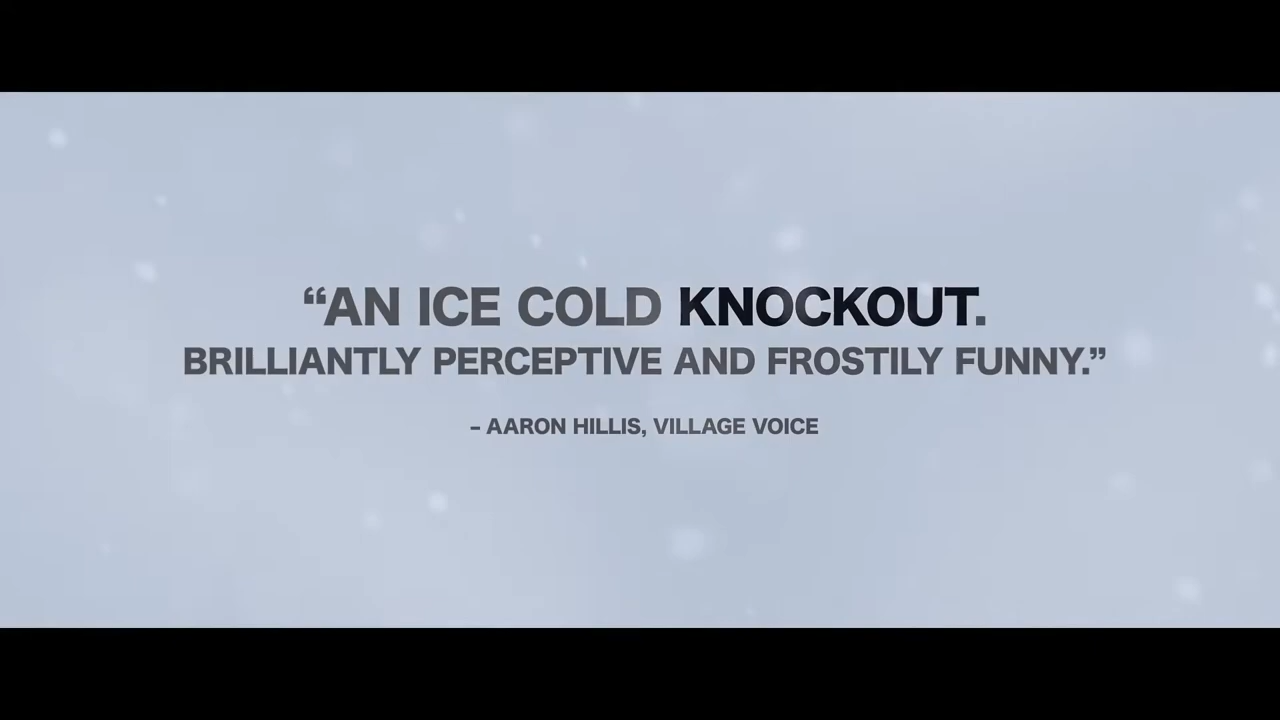 “AN ICE COLD KNOCKOUT.
BRILLIANTLY PERCEPTIVE AND FROSTILY FUNNY.”
– AARON HILLIS, VILLAGE VOICE